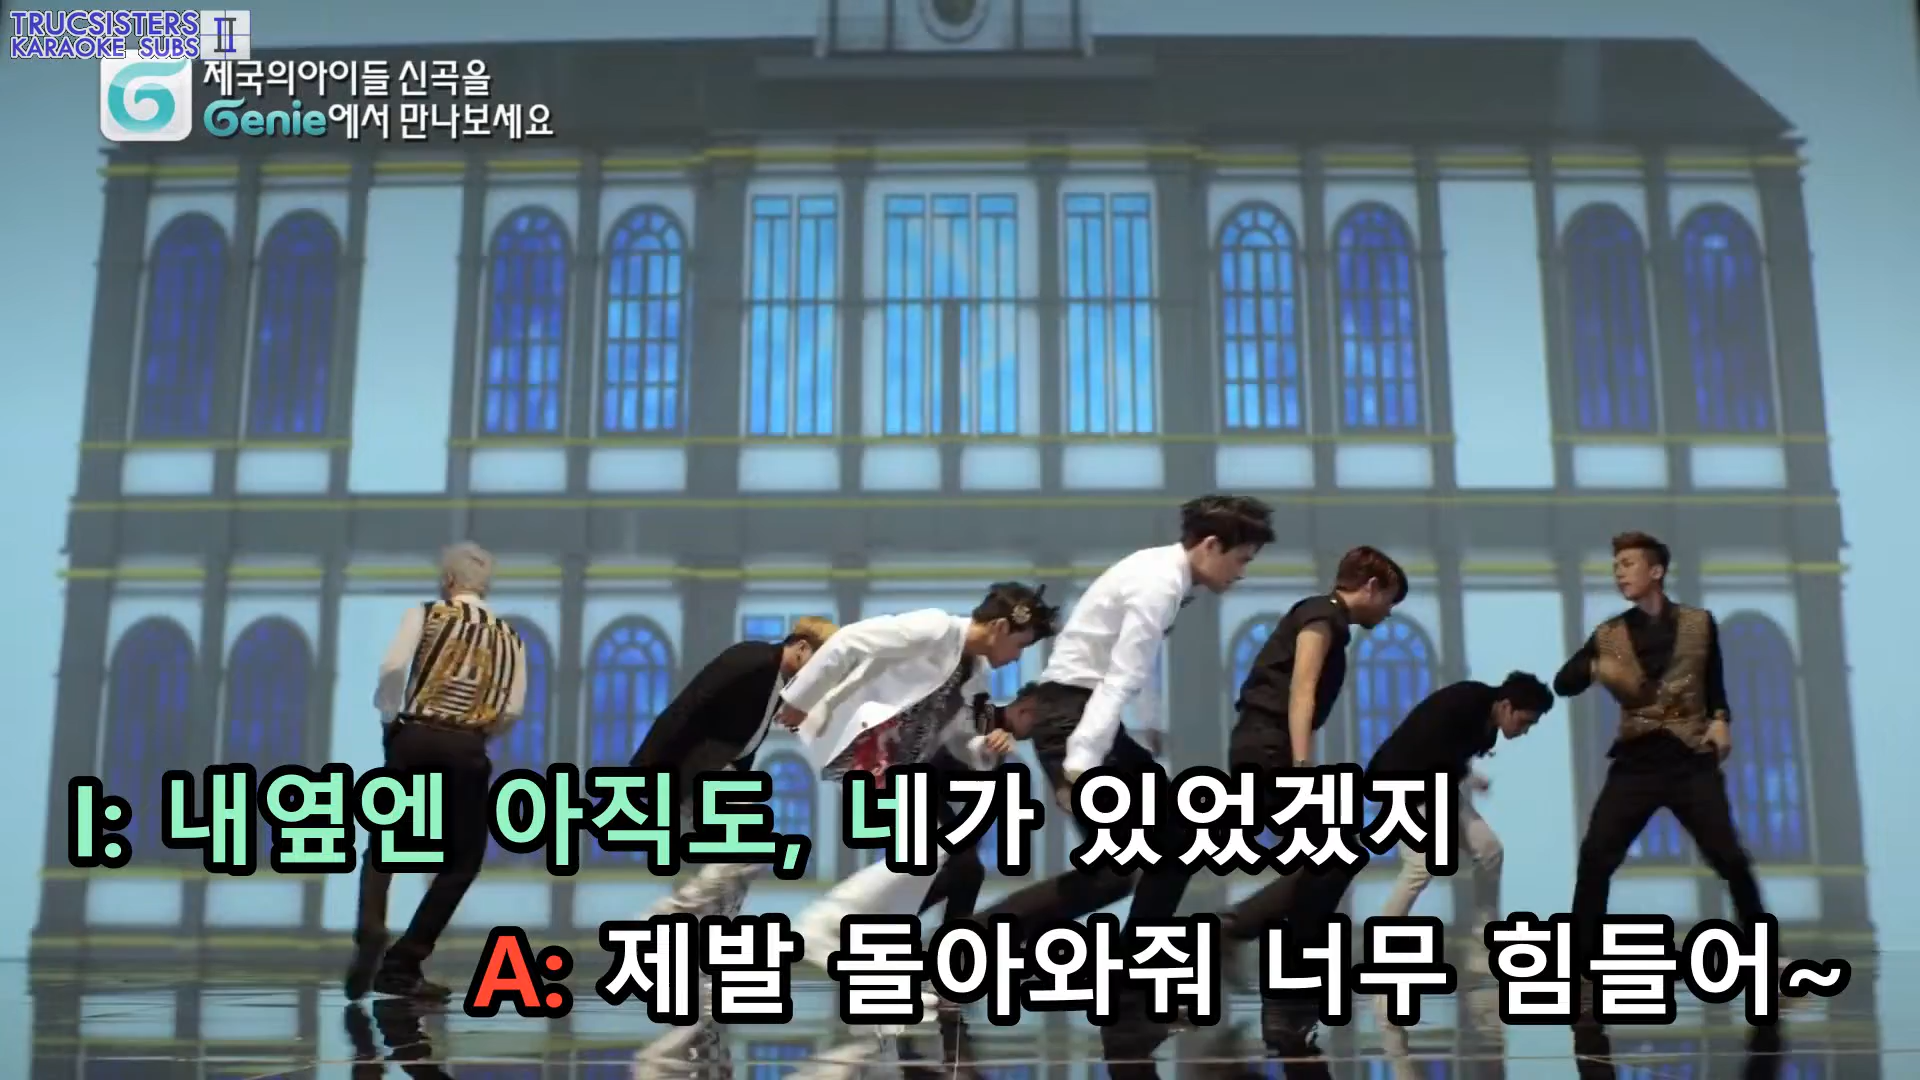 TRUCSISTERS
KARAOKE SUBS II
제국의아이들 신곡을
Genie에서 만나보세요
I: 내옆엔 아직도, 네가 있었겠지
A: 제발 돌아와줘 너무 힘들어~